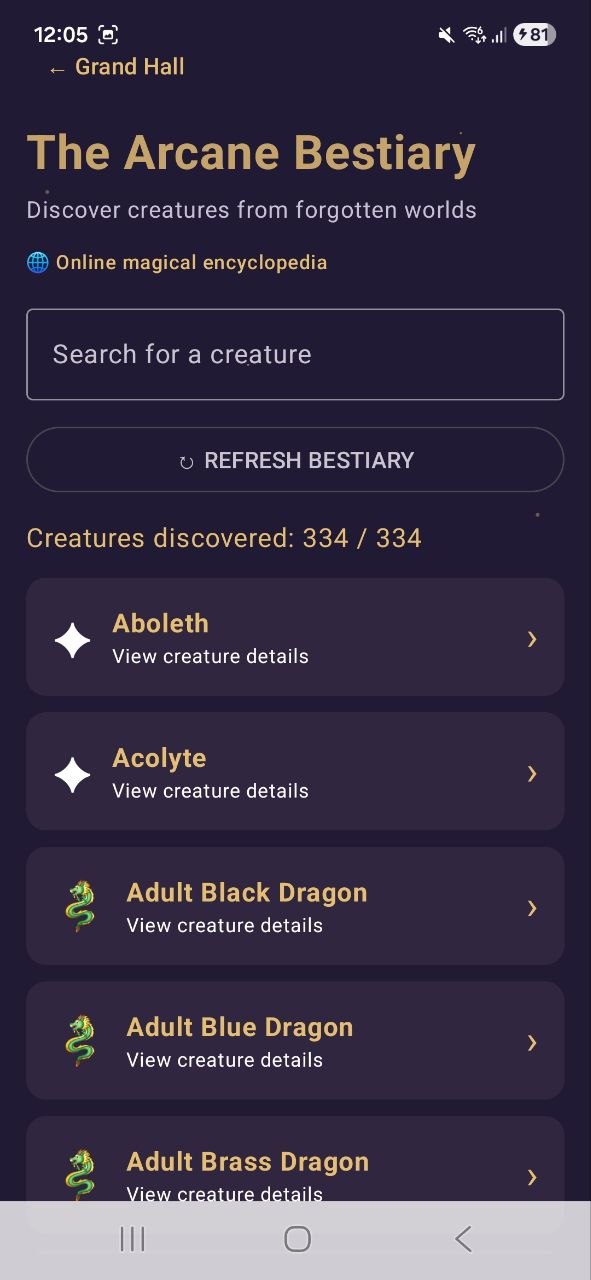 12:05
81
← Grand Hall
The Arcane Bestiary
Discover creatures from forgotten worlds
🌐 Online magical encyclopedia
Search for a creature
↻ REFRESH BESTIARY
Creatures discovered: 334 / 334
Aboleth
View creature details
Acolyte
View creature details
Adult Black Dragon
View creature details
Adult Blue Dragon
View creature details
Adult Brass Dragon
View creature details